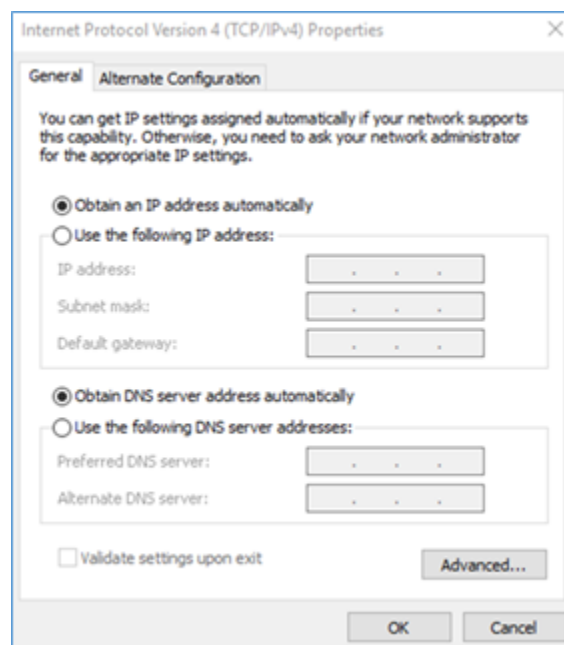 Internet Protocol Version 4 (TCP/IPv4) Properties
General
Alternate Configuration
You can get IP settings assigned automatically if your network supports
this capability. Otherwise, you need to ask your network administrator
for the appropriate IP settings.
Obtain an IP address automatically
Use the following IP address:
IP address:
Subnet mask:
Default gateway:
Obtain DNS server address automatically
Use the following DNS server addresses:
Preferred DNS server:
Alternate DNS server:
Validate settings upon exit
Advanced...
OK
Cancel